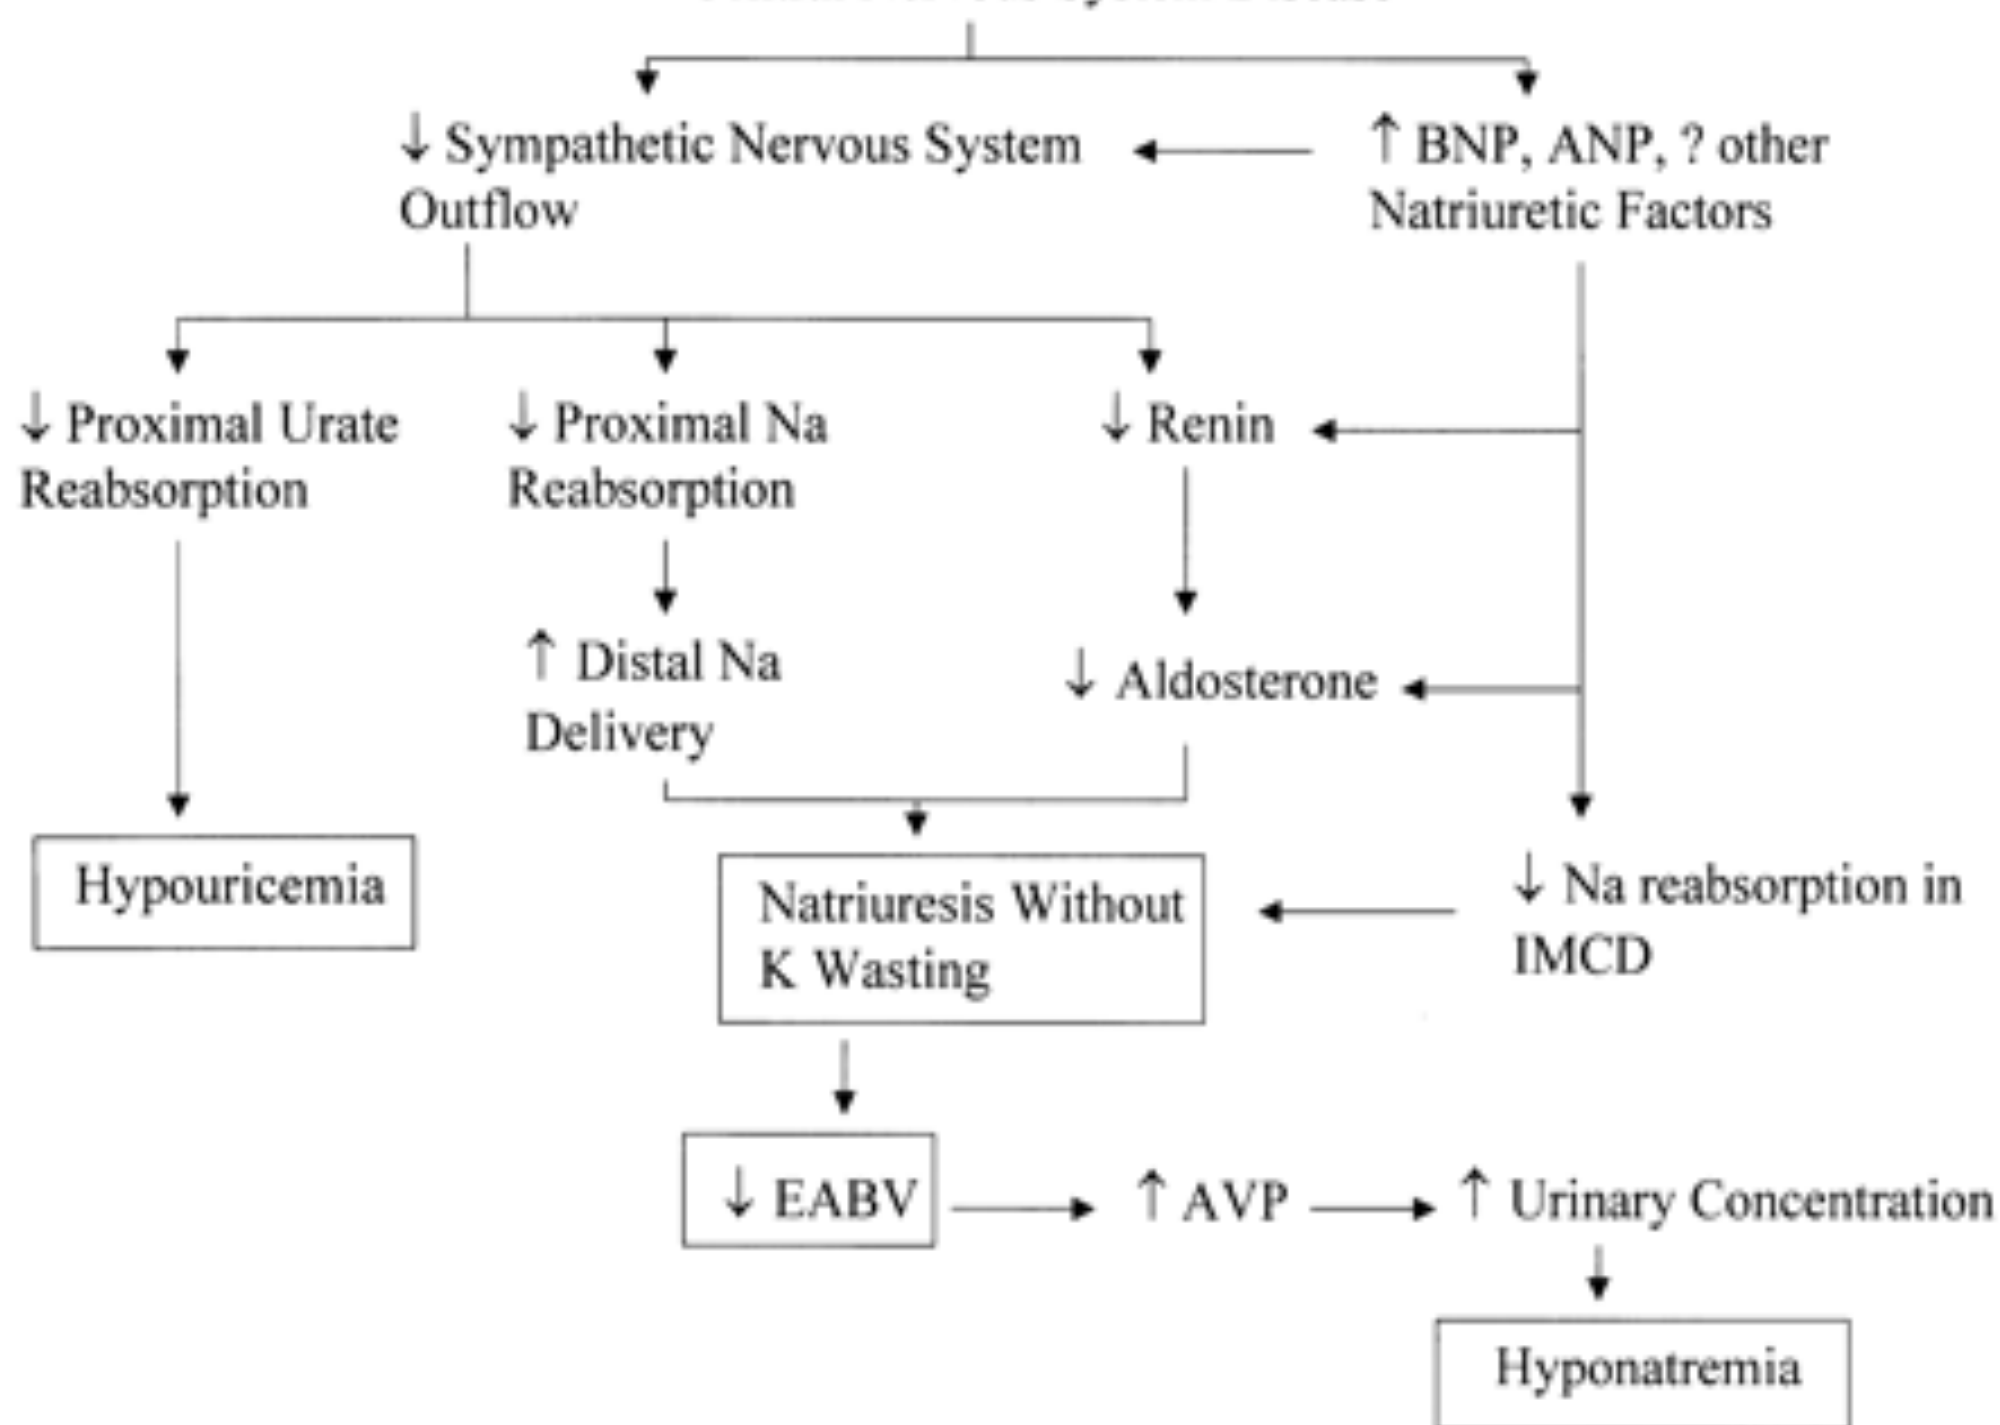 ↓ Sympathetic Nervous System
Outflow
↑ BNP, ANP, ? other
Natriuretic Factors
↓ Proximal Urate
Reabsorption
↓ Proximal Na
Reabsorption
↓ Renin
↑ Distal Na
Delivery
↓ Aldosterone
Hypouricemia
Natriuresis Without
K Wasting
↓ Na reabsorption in
IMCD
↓ EABV
↑ AVP
↑ Urinary Concentration
Hyponatremia